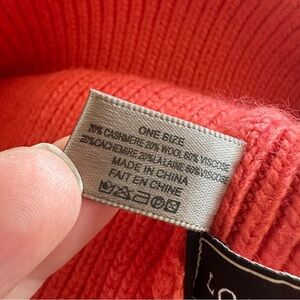 ONE SIZE
20% CASHMERE 20% WOOL 60% VISCOSE
20%CACHEMIRE 20%LA LAINE 60% VISCOSE
MADE IN CHINA
FAIT EN CHINE
LO